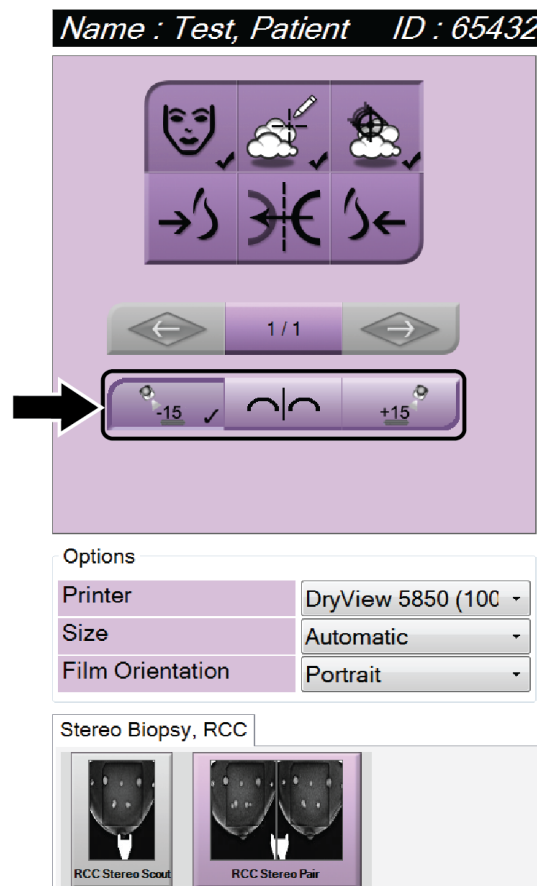 Name : Test, Patient ID : 65432
1 / 1
-15 +15
Options
Printer DryView 5850 (100
Size Automatic
Film Orientation Portrait
Stereo Biopsy, RCC
RCC Stereo Scout RCC Stereo Pair